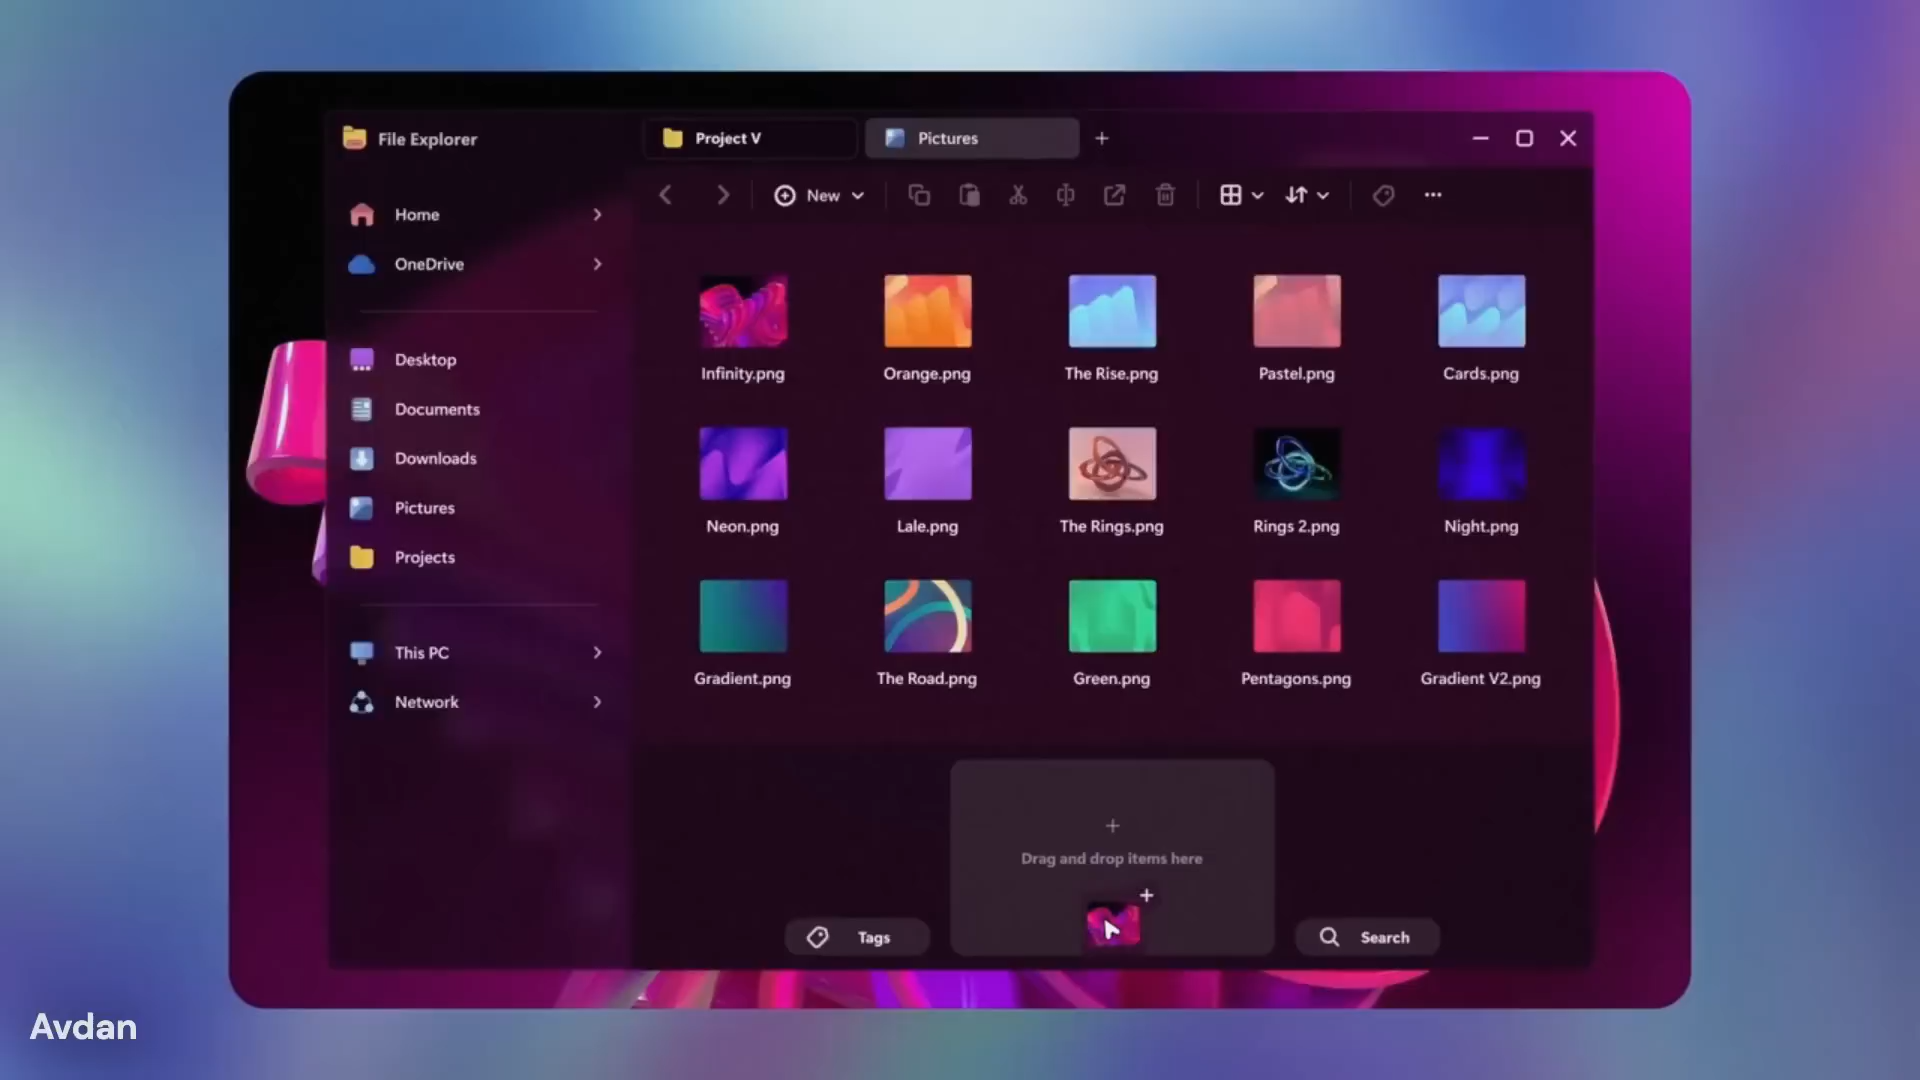 File Explorer
Project V
Pictures
New
Home
OneDrive
Desktop
Documents
Downloads
Pictures
Projects
This PC
Network
Infinity.png
Orange.png
The Rise.png
Pastel.png
Cards.png
Neon.png
Lale.png
The Rings.png
Rings 2.png
Night.png
Gradient.png
The Road.png
Green.png
Pentagons.png
Gradient V2.png
Drag and drop items here
Tags
Search
Avdan